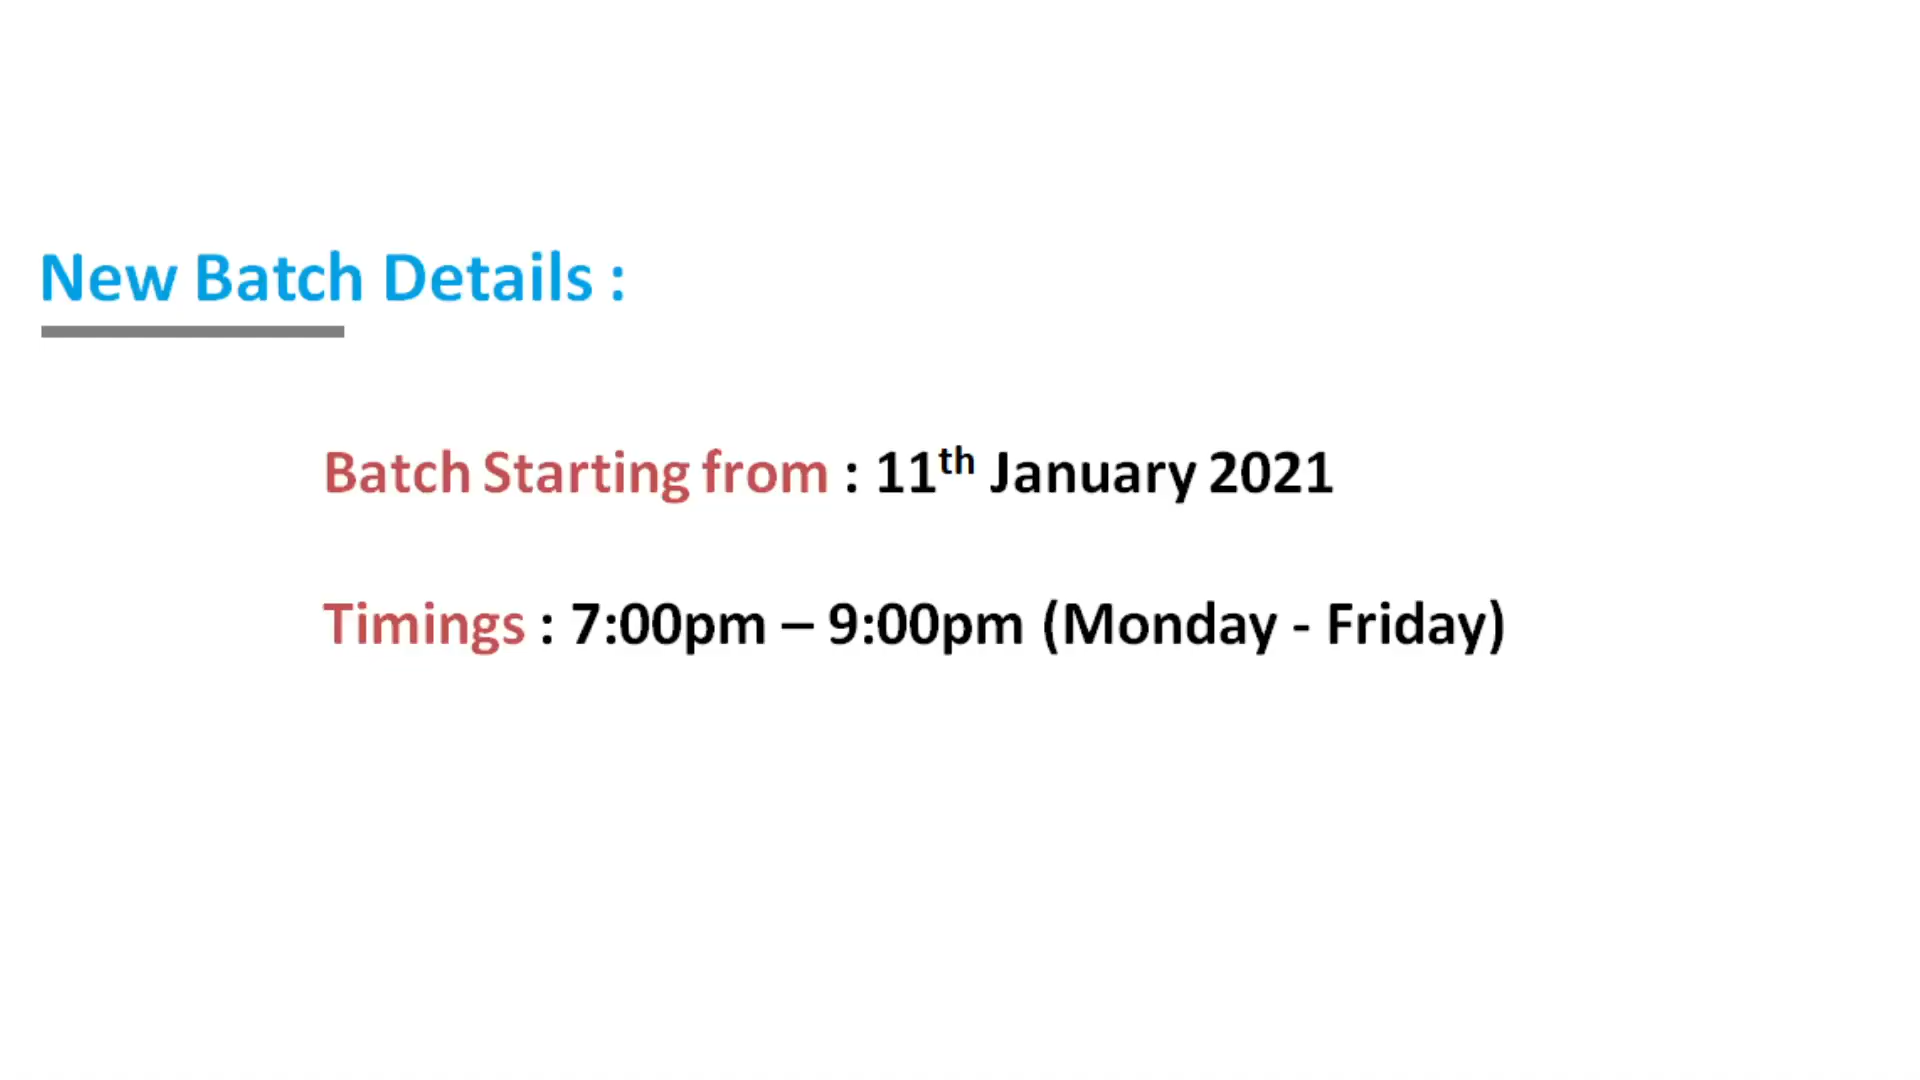 New Batch Details :
Batch Starting from : 11th January 2021
Timings : 7:00pm – 9:00pm (Monday - Friday)